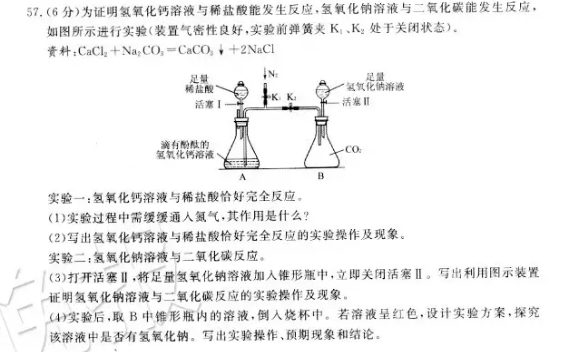 57.(6分)为证明氢氧化钙溶液与稀盐酸能发生反应,氢氧化钠溶液与二氧化碳能发生反应,
如图所示进行实验(装置气密性良好,实验前弹簧夹 K₁、K₂ 处于关闭状态)。
资料:CaCl₂+Na₂CO₃=CaCO₃↓+2NaCl
足量
稀盐酸
活塞Ⅰ
N₂
K₁ K₂
足量
氢氧化钠溶液
活塞Ⅱ
滴有酚酞的
氢氧化钙溶液
CO₂
A B
实验一:氢氧化钙溶液与稀盐酸恰好完全反应。
(1)实验过程中需缓缓通入氮气,其作用是什么?
(2)写出氢氧化钙溶液与稀盐酸恰好完全反应的实验操作及现象。
实验二:氢氧化钠溶液与二氧化碳反应。
(3)打开活塞Ⅱ,将足量氢氧化钠溶液加入锥形瓶中,立即关闭活塞Ⅱ。写出利用图示装置
证明氢氧化钠溶液与二氧化碳反应的实验操作及现象。
(4)实验后,取 B 中锥形瓶内的溶液,倒入烧杯中。若溶液呈红色,设计实验方案,探究
该溶液中是否有氢氧化钠。写出实验操作、预期现象和结论。